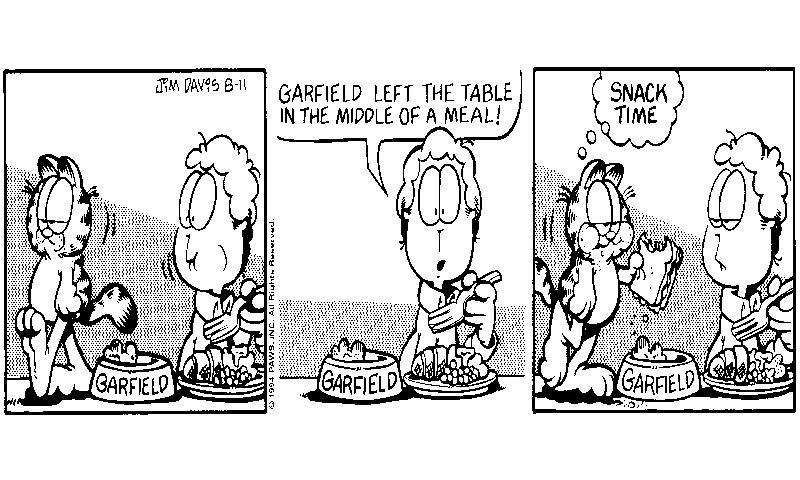 JIM DAVIS 8-11
GARFIELD
© 1994 PAWS, INC. All Rights Reserved.
GARFIELD LEFT THE TABLE
IN THE MIDDLE OF A MEAL!
GARFIELD
SNACK
TIME
GARFIELD